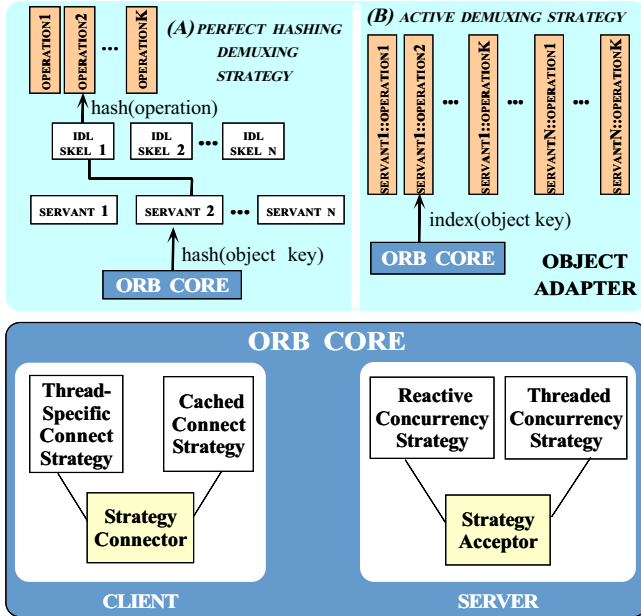 (A) PERFECT HASHING
DEMUXING
STRATEGY
OPERATION1
OPERATION2
...
OPERATIONK
hash(operation)
IDL
SKEL 1
IDL
SKEL 2
...
IDL
SKEL N
SERVANT 1
SERVANT 2
...
SERVANT N
hash(object key)
ORB CORE
(B) ACTIVE DEMUXING STRATEGY
SERVANT1::OPERATION1
SERVANT1::OPERATION2
...
SERVANT1::OPERATIONK
...
SERVANTN::OPERATION1
...
SERVANTN::OPERATIONK
index(object key)
ORB CORE
OBJECT
ADAPTER
ORB CORE
Thread-
Specific
Connect
Strategy
Cached
Connect
Strategy
Strategy
Connector
CLIENT
Reactive
Concurrency
Strategy
Threaded
Concurrency
Strategy
Strategy
Acceptor
SERVER